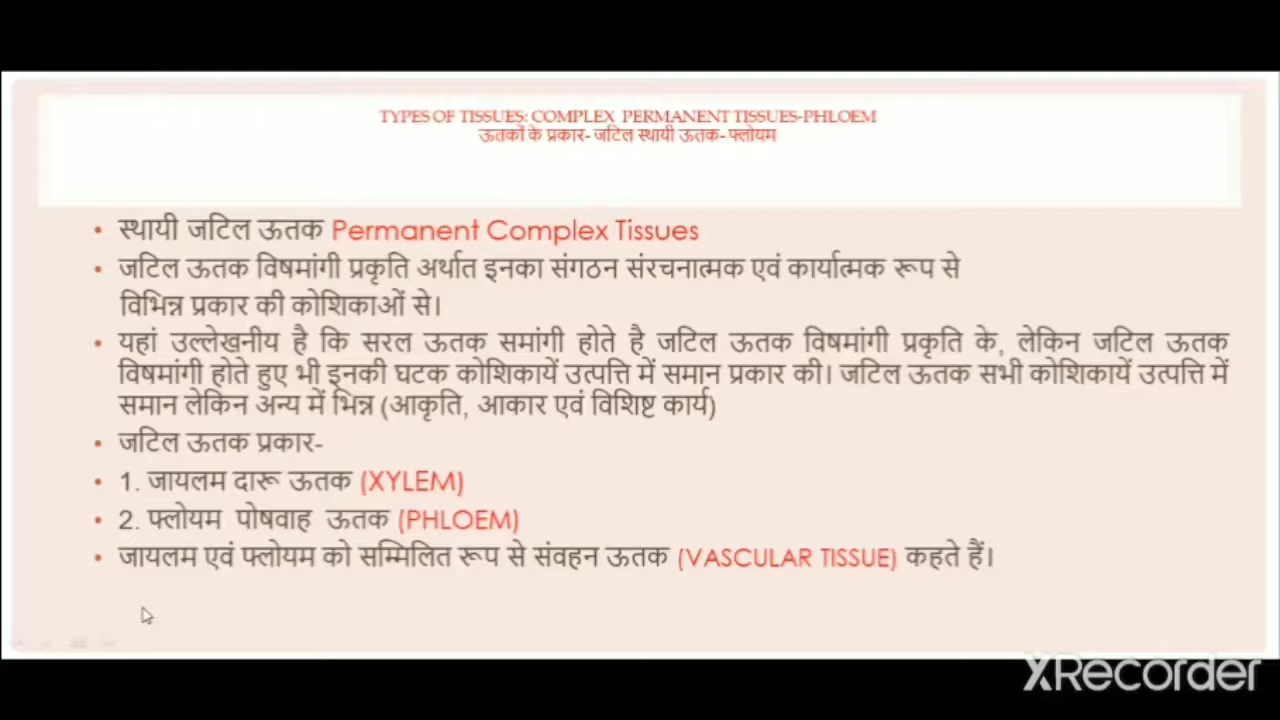 TYPES OF TISSUES: COMPLEX PERMANENT TISSUES-PHLOEM
ऊतकों के प्रकार- जटिल स्थायी ऊतक- फ्लोयम
• स्थायी जटिल ऊतक Permanent Complex Tissues
• जटिल ऊतक विषमांगी प्रकृति अर्थात इनका संगठन संरचनात्मक एवं कार्यात्मक रूप से
विभिन्न प्रकार की कोशिकाओं से।
• यहां उल्लेखनीय है कि सरल ऊतक समांगी होते है जटिल ऊतक विषमांगी प्रकृति के, लेकिन जटिल ऊतक
विषमांगी होते हुए भी इनकी घटक कोशिकायें उत्पत्ति में समान प्रकार की। जटिल ऊतक सभी कोशिकायें उत्पत्ति में
समान लेकिन अन्य में भिन्न (आकृति, आकार एवं विशिष्ट कार्य)
• जटिल ऊतक प्रकार-
• 1. जायलम दारू ऊतक (XYLEM)
• 2. फ्लोयम पोषवाह ऊतक (PHLOEM)
• जायलम एवं फ्लोयम को सम्मिलित रूप से संवहन ऊतक (VASCULAR TISSUE) कहते हैं।
XRecorder